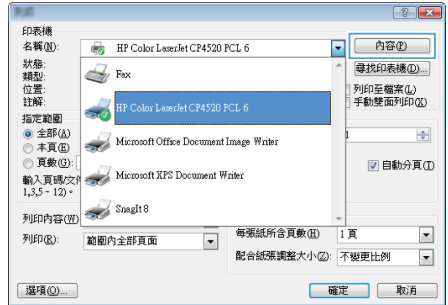 列印
印表機
名稱(N):
HP Color LaserJet CP4520 PCL 6
內容(P)
狀態:
類型:
位置:
註解:
尋找印表機(D)...
列印至檔案(L)
手動雙面列印(X)
Fax
HP Color LaserJet CP4520 PCL 6
Microsoft Office Document Image Writer
Microsoft XPS Document Writer
SnagIt 8
指定範圍
全部(A)
本頁(E)
頁數(G):
輸入頁碼/文件
1,3,5 - 12)。
1
自動分頁(T)
列印內容(W)
列印(R):
範圍內全部頁面
每張紙所含頁數(H)
1 頁
配合紙張調整大小(Z):
不變更比例
選項(O)...
確定
取消